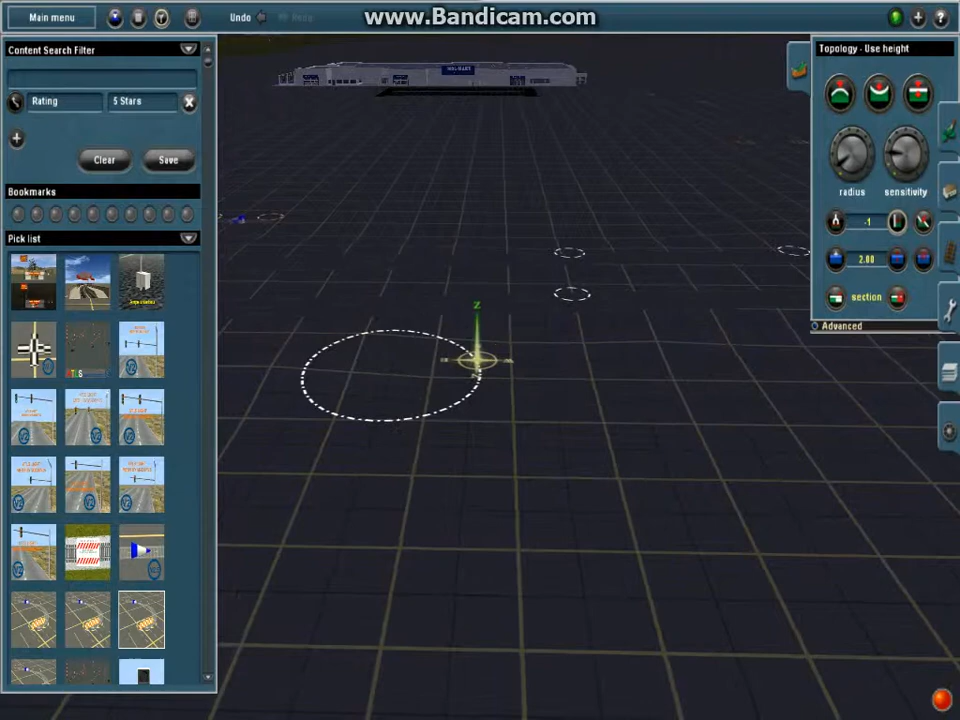 Main menu
Undo
Redo
www.Bandicam.com
?
Content Search Filter
Rating
5 Stars
Clear
Save
Bookmarks
Pick list
WALMART
Z
Topology - Use height
radius
sensitivity
-1
2.00
section
Advanced